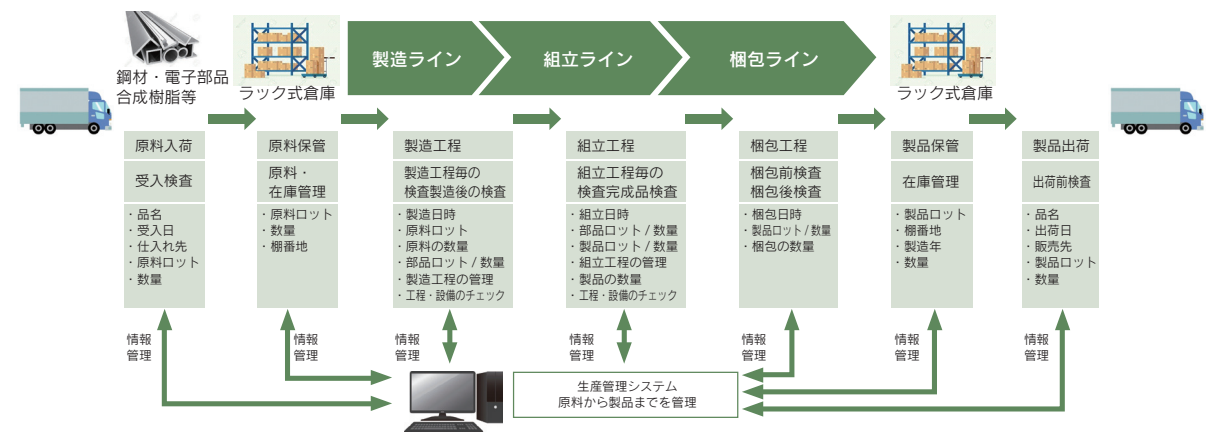 鋼材・電子部品
合成樹脂等
ラック式倉庫
製造ライン
組立ライン
梱包ライン
ラック式倉庫
原料入荷
受入検査
・品名
・受入日
・仕入れ先
・原料ロット
・数量
原料保管
原料・
在庫管理
・原料ロット
・数量
・棚番地
製造工程
製造工程毎の
検査製造後の検査
・製造日時
・原料ロット
・原料の数量
・部品ロット / 数量
・製造工程の管理
・工程・設備のチェック
組立工程
組立工程毎の
検査完成品検査
・組立日時
・部品ロット / 数量
・製品ロット / 数量
・組立工程の管理
・製品の数量
・工程・設備のチェック
梱包工程
梱包前検査
梱包後検査
・梱包日時
・製品ロット / 数量
・梱包の数量
製品保管
在庫管理
・製品ロット
・棚番地
・製造年
・数量
製品出荷
出荷前検査
・品名
・出荷日
・販売先
・製品ロット
・数量
情報
管理
情報
管理
情報
管理
情報
管理
情報
管理
情報
管理
情報
管理
生産管理システム
原料から製品までを管理